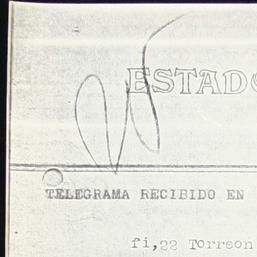 ESTADO
TELEGRAMA RECIBIDO EN
fi,22 Torreon